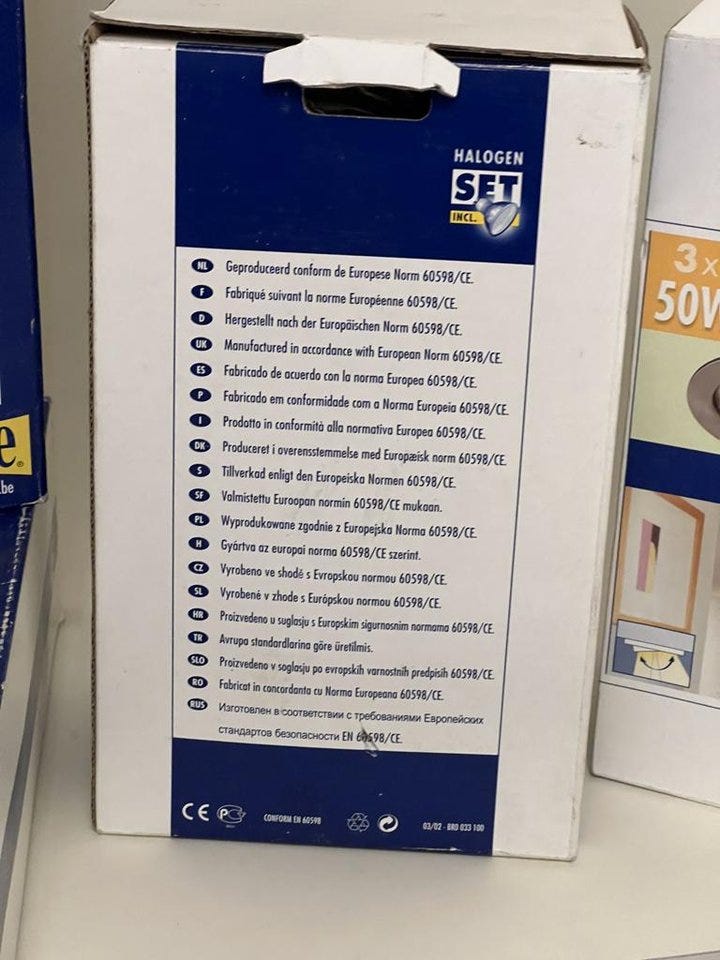 HALOGEN
SET
INCL.
NL Geproduceerd conform de Europese Norm 60598/CE.
F Fabriqué suivant la norme Européenne 60598/CE.
D Hergestellt nach der Europäischen Norm 60598/CE.
UK Manufactured in accordance with European Norm 60598/CE.
ES Fabricado de acuerdo con la norma Europea 60598/CE.
P Fabricado em conformidade com a Norma Europeia 60598/CE.
I Prodotto in conformità alla normativa Europea 60598/CE.
DK Produceret i overensstemmelse med Europæisk norm 60598/CE.
S Tillverkad enligt den Europeiska Normen 60598/CE.
SF Valmistettu Euroopan normin 60598/CE mukaan.
PL Wyprodukowane zgodnie z Europejska Norma 60598/CE.
H Gyártva az europai norma 60598/CE szerint.
CZ Vyrobeno ve shodě s Evropskou normou 60598/CE.
SL Vyrobené v zhode s Európskou normou 60598/CE.
HR Proizvedeno u suglasju s Europskim sigurnosnim normama 60598/CE.
TR Avrupa standardlarina göre üretilmis.
SLO Proizvedeno v soglasju po evropskih varnostnih predpisih 60598/CE.
RO Fabricat in concordanta cu Norma Europeana 60598/CE.
RUS Изготовлен в соответствии с требованиями Европейских
стандартов безопасности EN 60598/CE.
CE CONFORM EN 60598 03/02 - BRO 033 100
e®
.be
3 x
50W